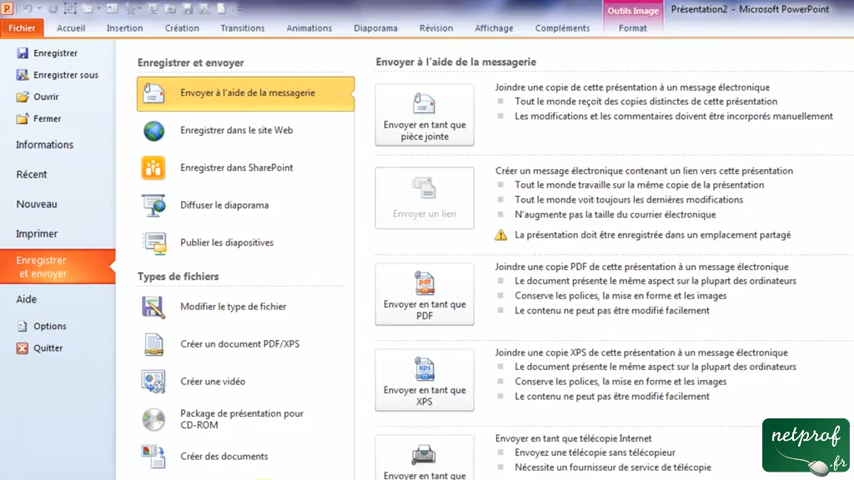 Outils Image
Présentation2 - Microsoft PowerPoint
Fichier
Accueil
Insertion
Création
Transitions
Animations
Diaporama
Révision
Affichage
Compléments
Format
Enregistrer
Enregistrer sous
Ouvrir
Fermer
Informations
Récent
Nouveau
Imprimer
Enregistrer
et envoyer
Aide
Options
Quitter
Enregistrer et envoyer
Envoyer à l'aide de la messagerie
Enregistrer dans le site Web
Enregistrer dans SharePoint
Diffuser le diaporama
Publier les diapositives
Types de fichiers
Modifier le type de fichier
Créer un document PDF/XPS
Créer une vidéo
Package de présentation pour
CD-ROM
Créer des documents
Envoyer à l'aide de la messagerie
Envoyer en tant que
pièce jointe
Joindre une copie de cette présentation à un message électronique
Tout le monde reçoit des copies distinctes de cette présentation
Les modifications et les commentaires doivent être incorporés manuellement
Envoyer un lien
Créer un message électronique contenant un lien vers cette présentation
Tout le monde travaille sur la même copie de la présentation
Tout le monde voit toujours les dernières modifications
N'augmente pas la taille du courrier électronique
La présentation doit être enregistrée dans un emplacement partagé
pdf
Envoyer en tant que
PDF
Joindre une copie PDF de cette présentation à un message électronique
Le document présente le même aspect sur la plupart des ordinateurs
Conserve les polices, la mise en forme et les images
Le contenu ne peut pas être modifié facilement
xps
Envoyer en tant que
XPS
Joindre une copie XPS de cette présentation à un message électronique
Le document présente le même aspect sur la plupart des ordinateurs
Conserve les polices, la mise en forme et les images
Le contenu ne peut pas être modifié facilement
Envoyer en tant que
Envoyer en tant que télécopie Internet
Envoyez une télécopie sans télécopieur
Nécessite un fournisseur de service de télécopie
netprof
.fr